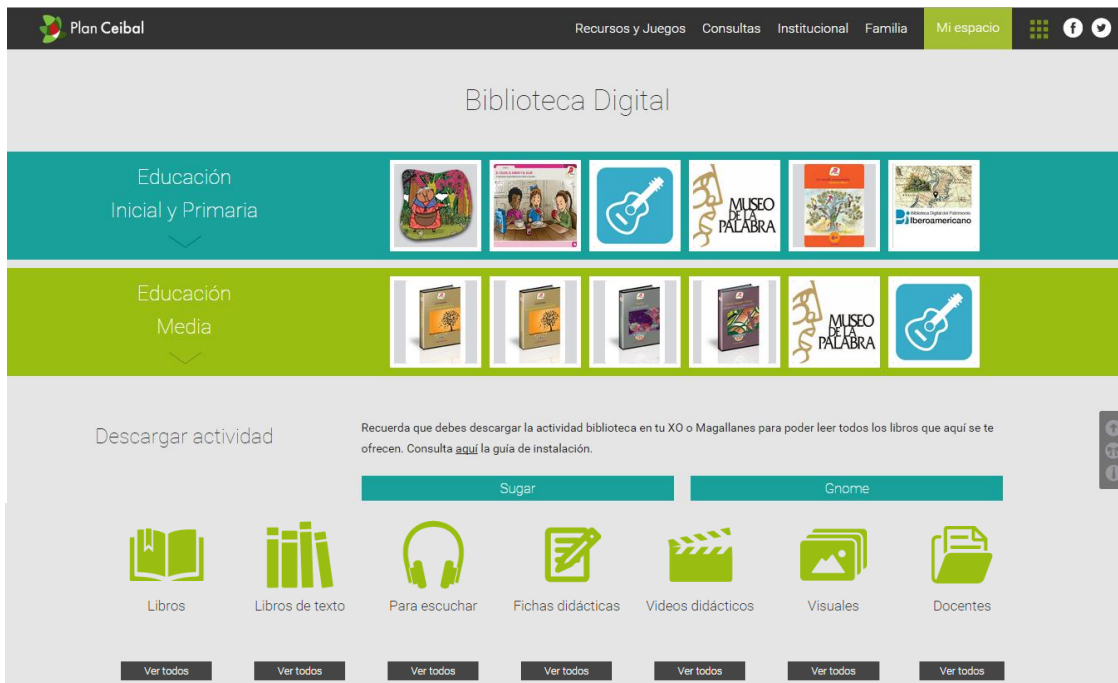 Plan Ceibal
Recursos y Juegos Consultas Institucional Familia Mi espacio
Biblioteca Digital
Educación
Inicial y Primaria
MUSEO
DE LA
PALABRA
Biblioteca Digital del Patrimonio
Iberoamericano
Educación
Media
MUSEO
DE LA
PALABRA
Descargar actividad
Recuerda que debes descargar la actividad biblioteca en tu XO o Magallanes para poder leer todos los libros que aquí se te
ofrecen. Consulta aquí la guía de instalación.
Sugar Gnome
Libros Libros de texto Para escuchar Fichas didácticas Videos didácticos Visuales Docentes
Ver todos Ver todos Ver todos Ver todos Ver todos Ver todos Ver todos